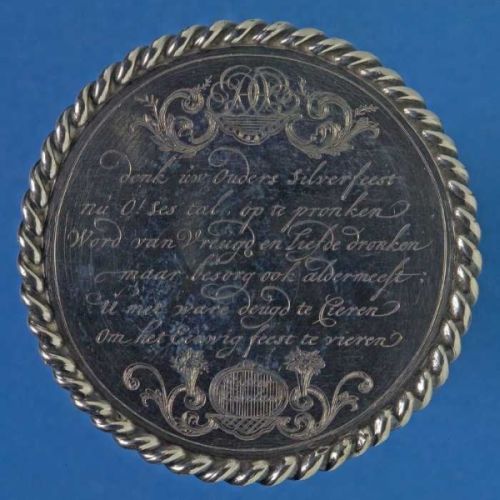 denk uw Ouders Silverfeest
nu O! Ses tal, op te pronken
Word van Vreugd en Liefde dronken
maar besorg ook aldermeest:
U met ware deugd te Cieren
Om het Eeuwig feest te vieren